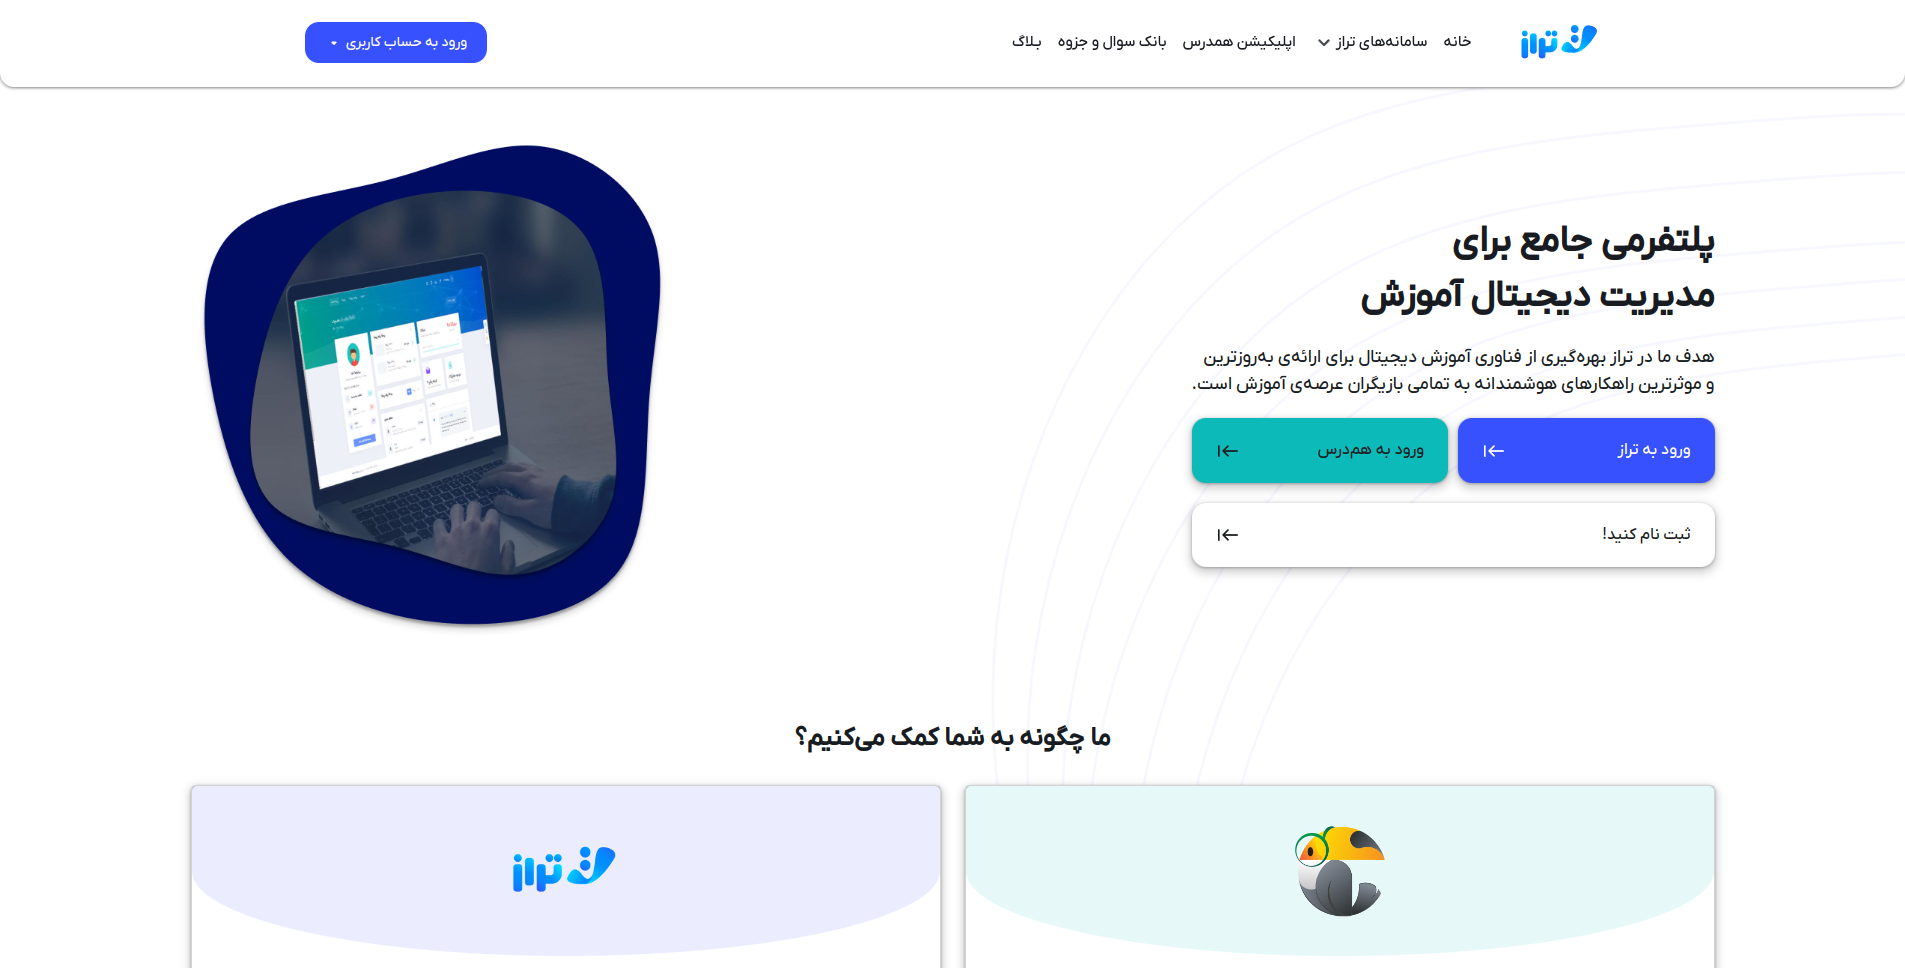 تراز
خانه
سامانه‌های تراز
اپلیکیشن همدرس
بانک سوال و جزوه
بلاگ
ورود به حساب کاربری
پلتفرمی جامع برای
مدیریت دیجیتال آموزش
هدف ما در تراز بهره‌گیری از فناوری آموزش دیجیتال برای ارائه‌ی به‌روزترین
و موثرترین راهکارهای هوشمندانه به تمامی بازیگران عرصه‌ی آموزش است.
ورود به تراز
ورود به هم‌درس
ثبت نام کنید!
ما چگونه به شما کمک می‌کنیم؟
تراز